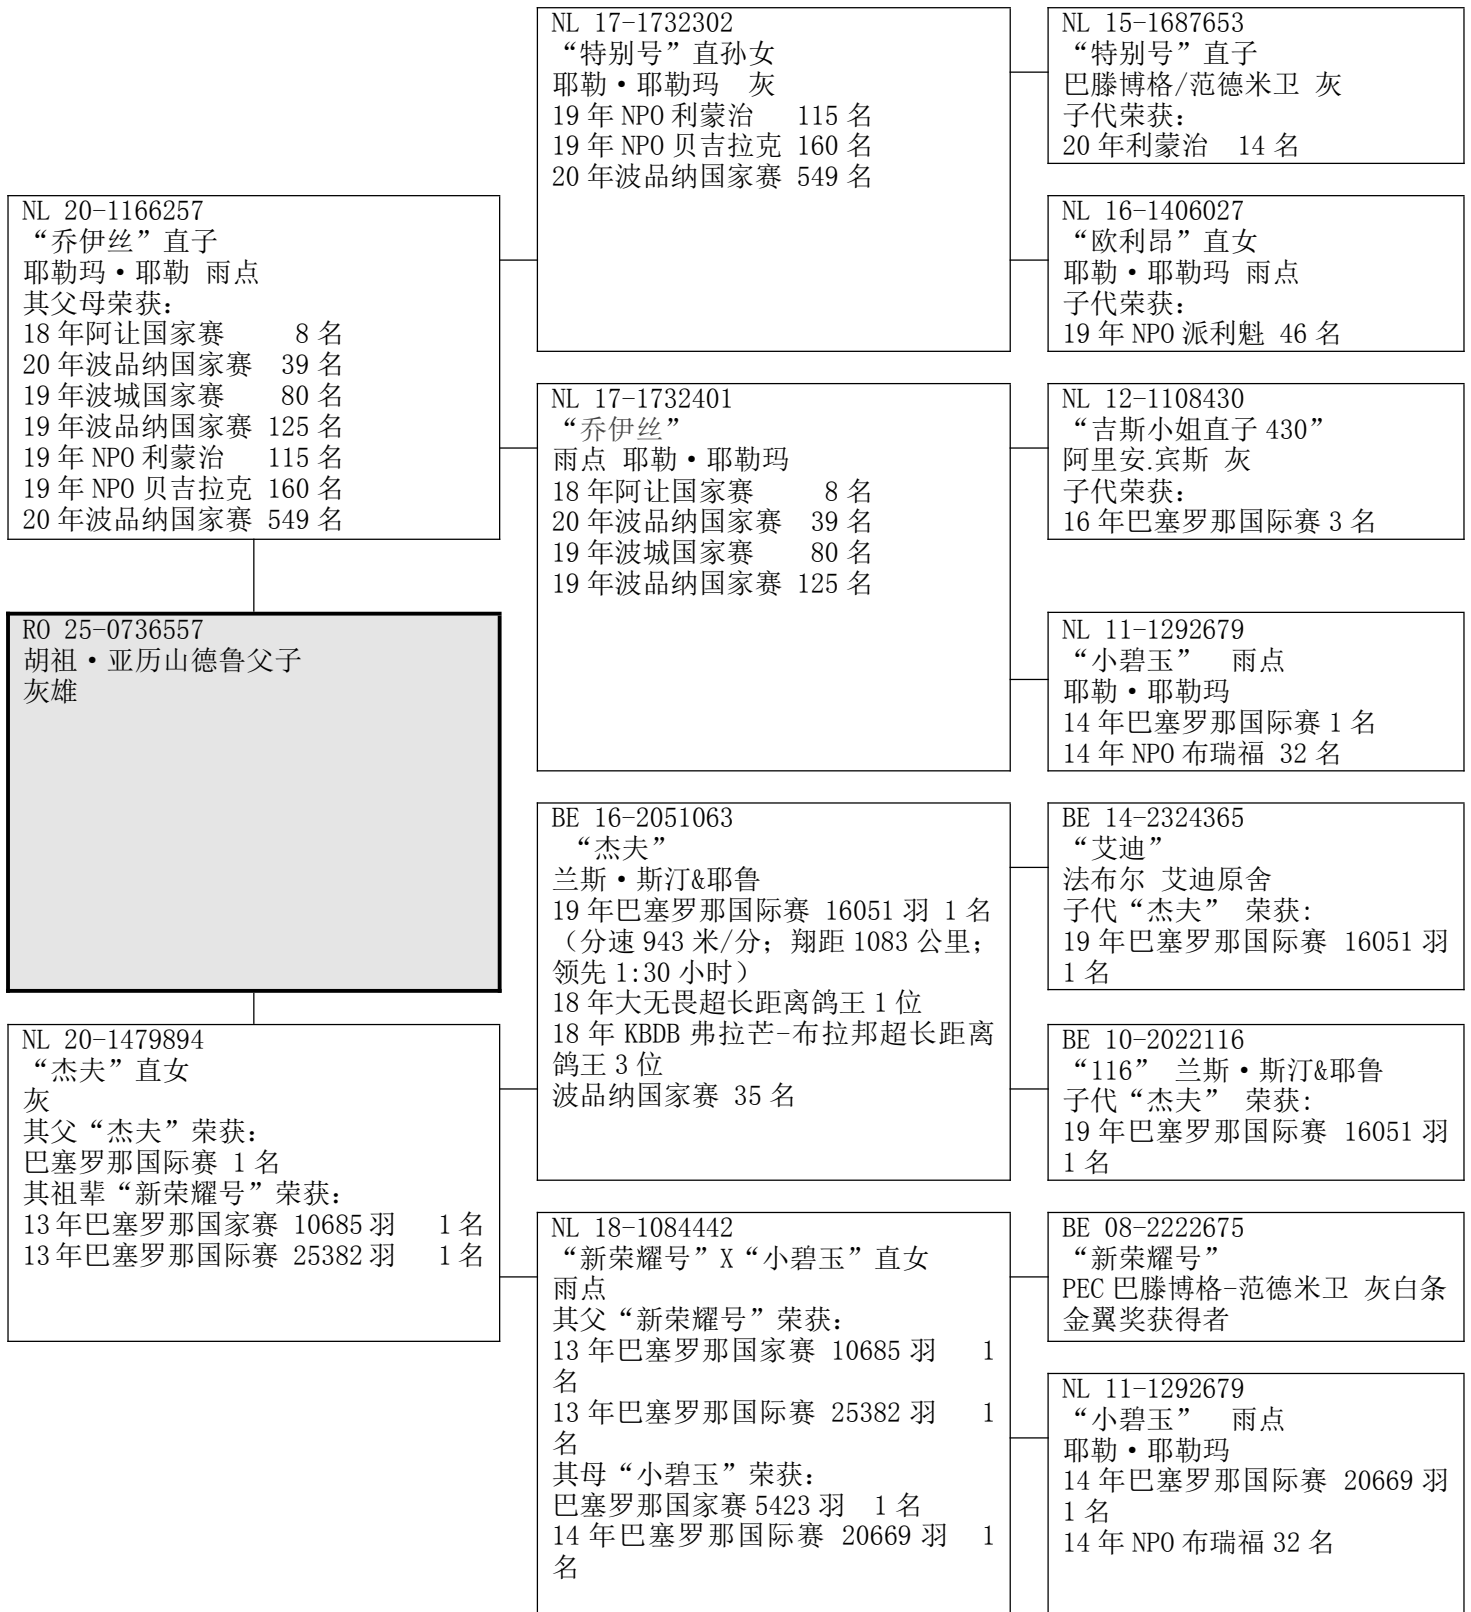 NL 20-1166257
“乔伊丝”直子
耶勒玛·耶勒 雨点
其父母荣获：
18 年阿让国家赛 8 名
20 年波品纳国家赛 39 名
19 年波城国家赛 80 名
19 年波品纳国家赛 125 名
19 年 NPO 利蒙治 115 名
19 年 NPO 贝吉拉克 160 名
20 年波品纳国家赛 549 名
RO 25-0736557
胡祖·亚历山德鲁父子
灰雄
NL 20-1479894
“杰夫”直女
灰
其父“杰夫”荣获：
巴塞罗那国际赛 1 名
其祖辈“新荣耀号”荣获：
13 年巴塞罗那国家赛 10685 羽 1 名
13 年巴塞罗那国际赛 25382 羽 1 名
NL 17-1732302
“特别号”直孙女
耶勒·耶勒玛 灰
19 年 NPO 利蒙治 115 名
19 年 NPO 贝吉拉克 160 名
20 年波品纳国家赛 549 名
NL 17-1732401
“乔伊丝”
雨点 耶勒·耶勒玛
18 年阿让国家赛 8 名
20 年波品纳国家赛 39 名
19 年波城国家赛 80 名
19 年波品纳国家赛 125 名
BE 16-2051063
“杰夫”
兰斯·斯汀&耶鲁
19 年巴塞罗那国际赛 16051 羽 1 名
（分速 943 米/分；翔距 1083 公里；
领先 1:30 小时）
18 年大无畏超长距离鸽王 1 位
18 年 KBDB 弗拉芒-布拉邦超长距离
鸽王 3 位
波品纳国家赛 35 名
NL 18-1084442
“新荣耀号”X“小碧玉”直女
雨点
其父“新荣耀号”荣获：
13 年巴塞罗那国家赛 10685 羽 1
名
13 年巴塞罗那国际赛 25382 羽 1
名
其母“小碧玉”荣获：
巴塞罗那国家赛 5423 羽 1 名
14 年巴塞罗那国际赛 20669 羽 1
名
NL 15-1687653
“特别号”直子
巴滕博格/范德米卫 灰
子代荣获：
20 年利蒙治 14 名
NL 16-1406027
“欧利昂”直女
耶勒·耶勒玛 雨点
子代荣获：
19 年 NPO 派利魁 46 名
NL 12-1108430
“吉斯小姐直子 430”
阿里安.宾斯 灰
子代荣获：
16 年巴塞罗那国际赛 3 名
NL 11-1292679
“小碧玉” 雨点
耶勒·耶勒玛
14 年巴塞罗那国际赛 1 名
14 年 NPO 布瑞福 32 名
BE 14-2324365
“艾迪”
法布尔 艾迪原舍
子代“杰夫” 荣获：
19 年巴塞罗那国际赛 16051 羽
1 名
BE 10-2022116
“116” 兰斯·斯汀&耶鲁
子代“杰夫” 荣获：
19 年巴塞罗那国际赛 16051 羽
1 名
BE 08-2222675
“新荣耀号”
PEC 巴滕博格-范德米卫 灰白条
金翼奖获得者
NL 11-1292679
“小碧玉” 雨点
耶勒·耶勒玛
14 年巴塞罗那国际赛 20669 羽
1 名
14 年 NPO 布瑞福 32 名